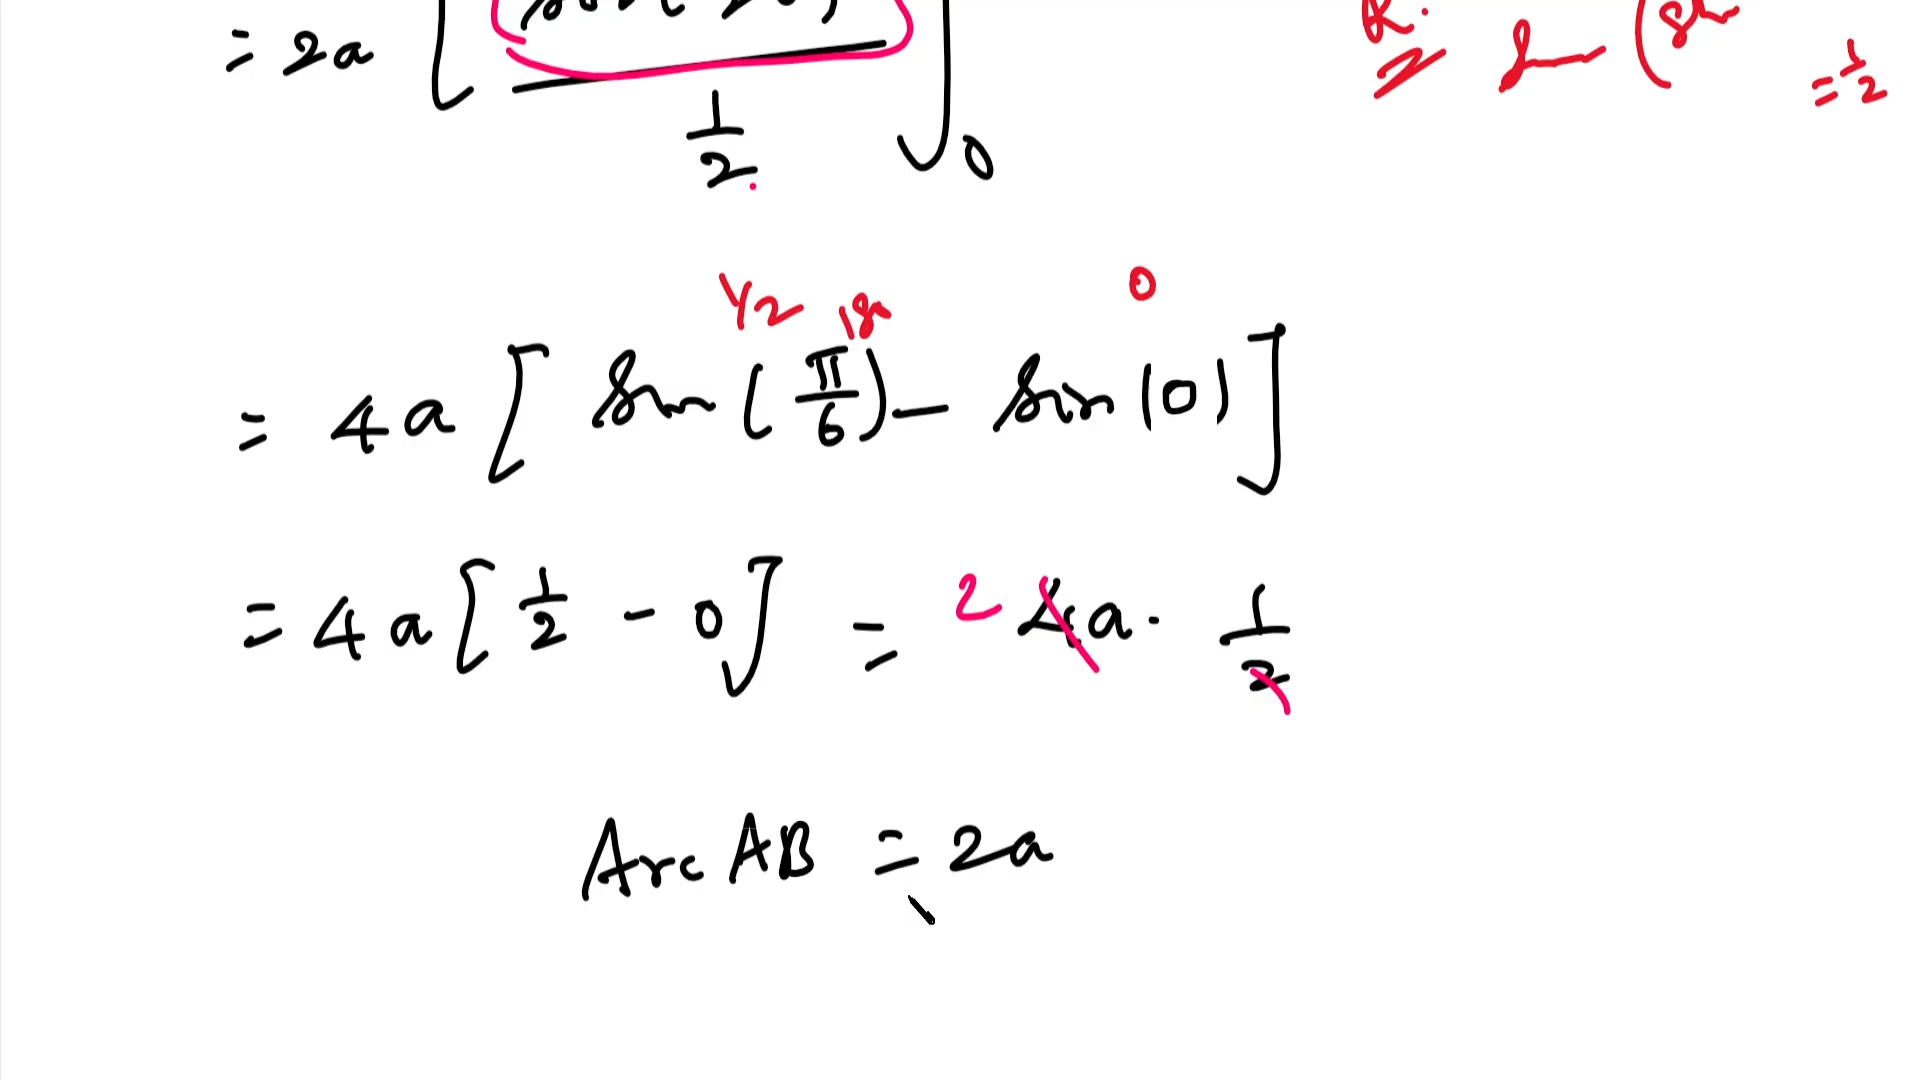 = 2a [ 1/2 ]₀
R. = 1/2
1/2 0
= 4a [ sin (π/6) - sin (0) ]
= 4a [ 1/2 - 0 ] = 2 4a · 1/2
Arc AB = 2a